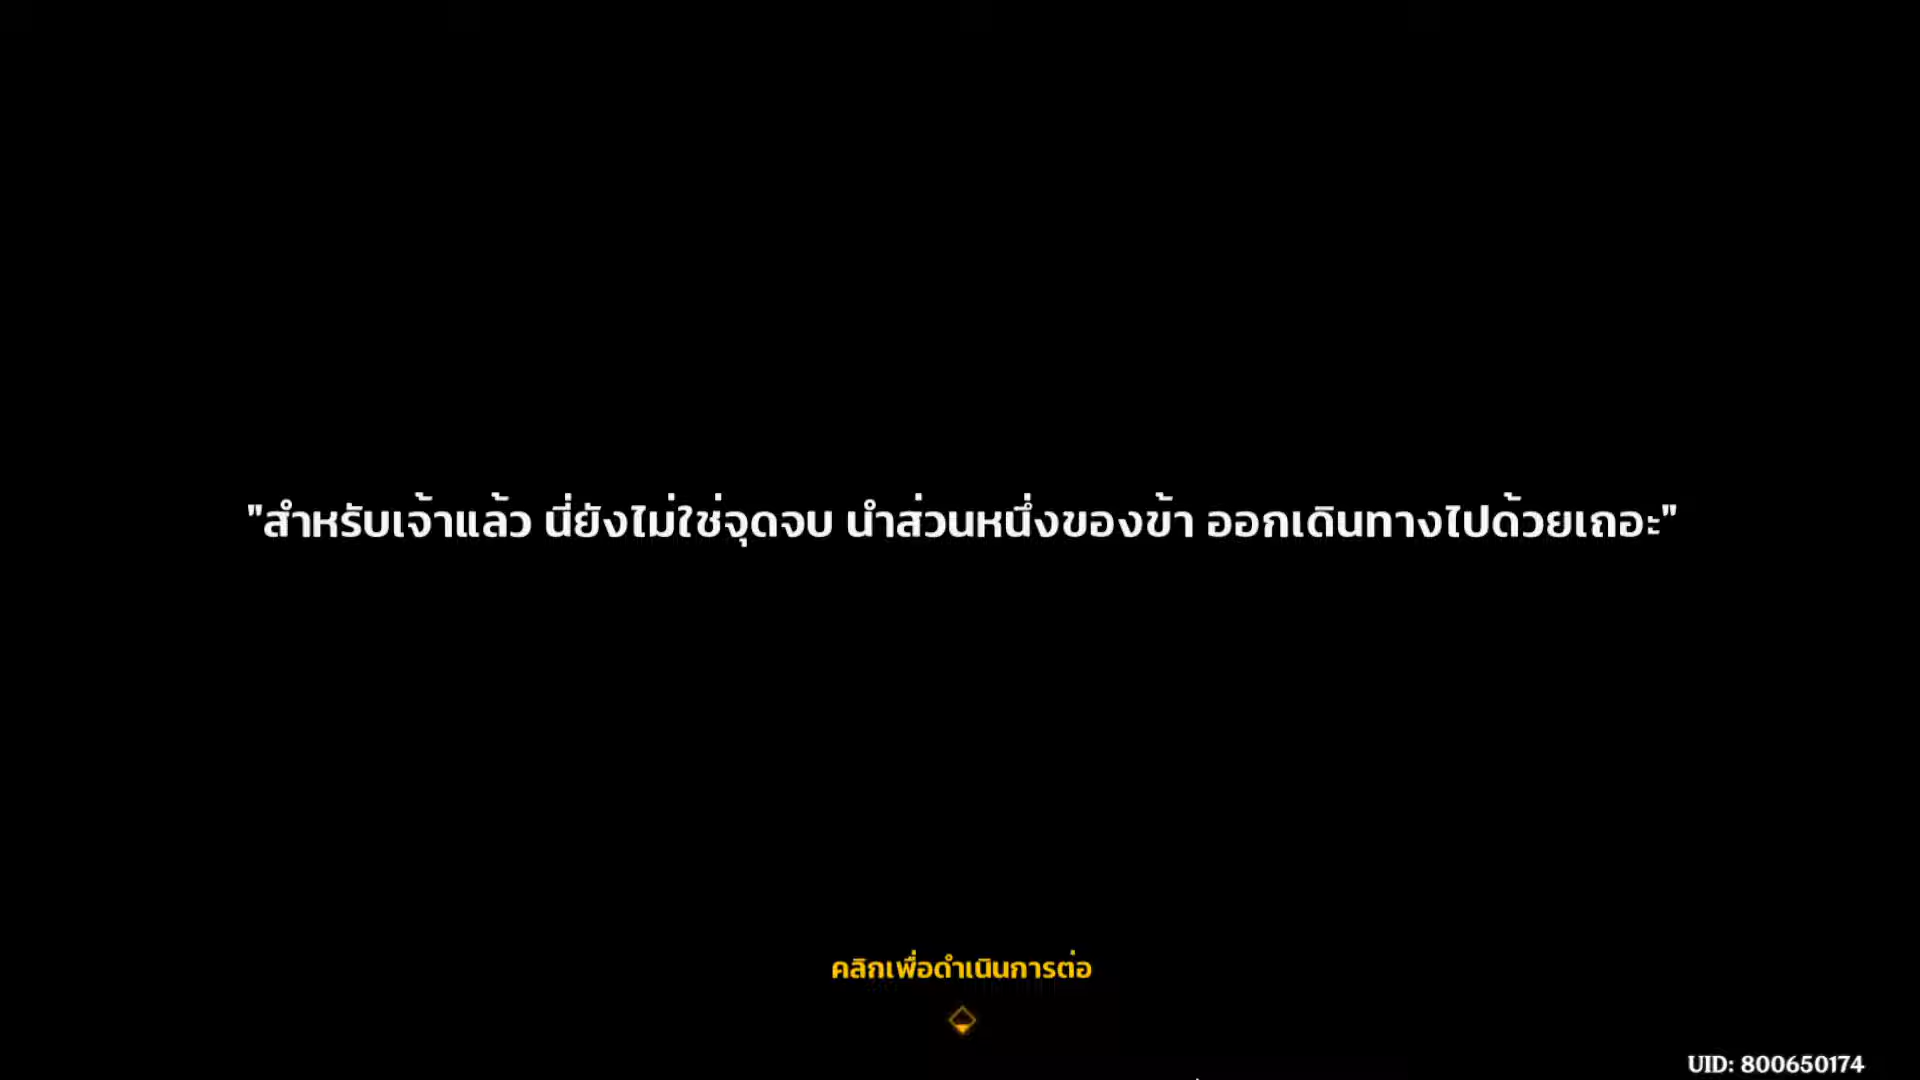 "สำหรับเจ้าแล้ว นี่ยังไม่ใช่จุดจบ นำส่วนหนึ่งของข้า ออกเดินทางไปด้วยเถอะ"
คลิกเพื่อดำเนินการต่อ
UID: 800650174